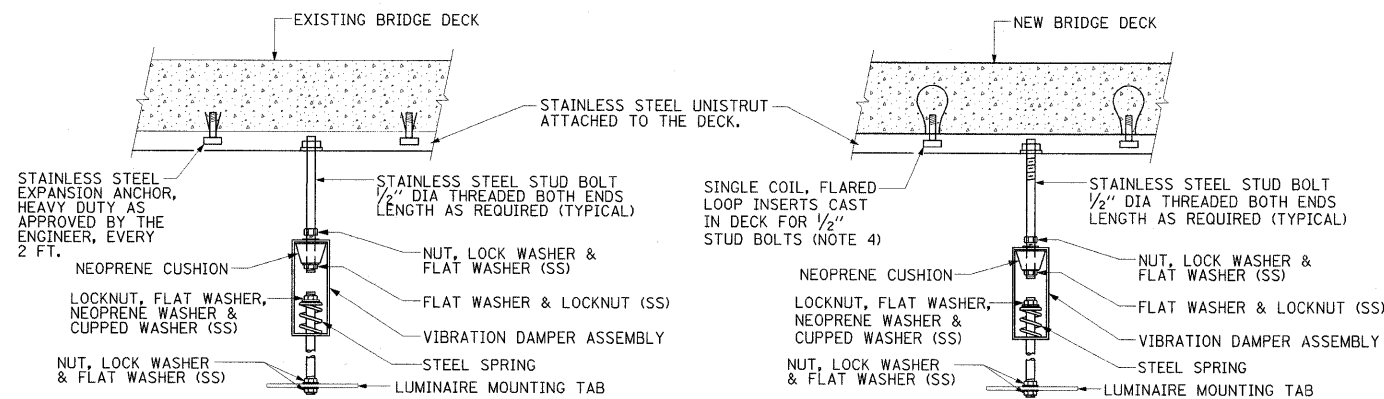 EXISTING BRIDGE DECK
STAINLESS STEEL UNISTRUT
ATTACHED TO THE DECK.
STAINLESS STEEL
EXPANSION ANCHOR,
HEAVY DUTY AS
APPROVED BY THE
ENGINEER, EVERY
2 FT.
STAINLESS STEEL STUD BOLT
1/2" DIA THREADED BOTH ENDS
LENGTH AS REQUIRED (TYPICAL)
NUT, LOCK WASHER &
FLAT WASHER (SS)
NEOPRENE CUSHION
FLAT WASHER & LOCKNUT (SS)
LOCKNUT, FLAT WASHER,
NEOPRENE WASHER &
CUPPED WASHER (SS)
VIBRATION DAMPER ASSEMBLY
STEEL SPRING
NUT, LOCK WASHER
& FLAT WASHER (SS)
LUMINAIRE MOUNTING TAB
NEW BRIDGE DECK
SINGLE COIL, FLARED
LOOP INSERTS CAST
IN DECK FOR 1/2"
STUD BOLTS (NOTE 4)
STAINLESS STEEL STUD BOLT
1/2" DIA THREADED BOTH ENDS
LENGTH AS REQUIRED (TYPICAL)
NUT, LOCK WASHER &
FLAT WASHER (SS)
NEOPRENE CUSHION
FLAT WASHER & LOCKNUT (SS)
LOCKNUT, FLAT WASHER,
NEOPRENE WASHER &
CUPPED WASHER (SS)
VIBRATION DAMPER ASSEMBLY
STEEL SPRING
NUT, LOCK WASHER
& FLAT WASHER (SS)
LUMINAIRE MOUNTING TAB